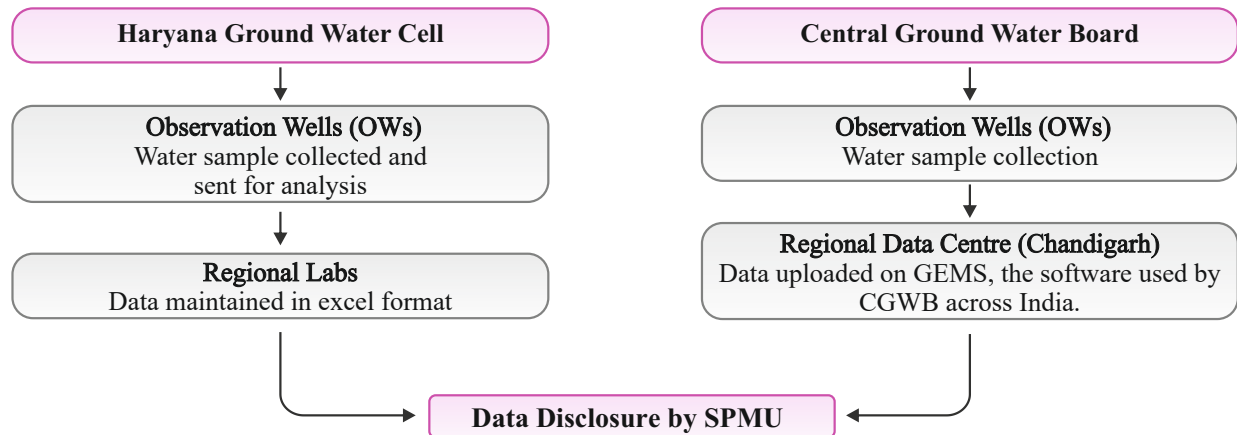 Haryana Ground Water Cell
Observation Wells (OWs)
Water sample collected and
sent for analysis
Regional Labs
Data maintained in excel format
Central Ground Water Board
Observation Wells (OWs)
Water sample collection
Regional Data Centre (Chandigarh)
Data uploaded on GEMS, the software used by
CGWB across India.
Data Disclosure by SPMU